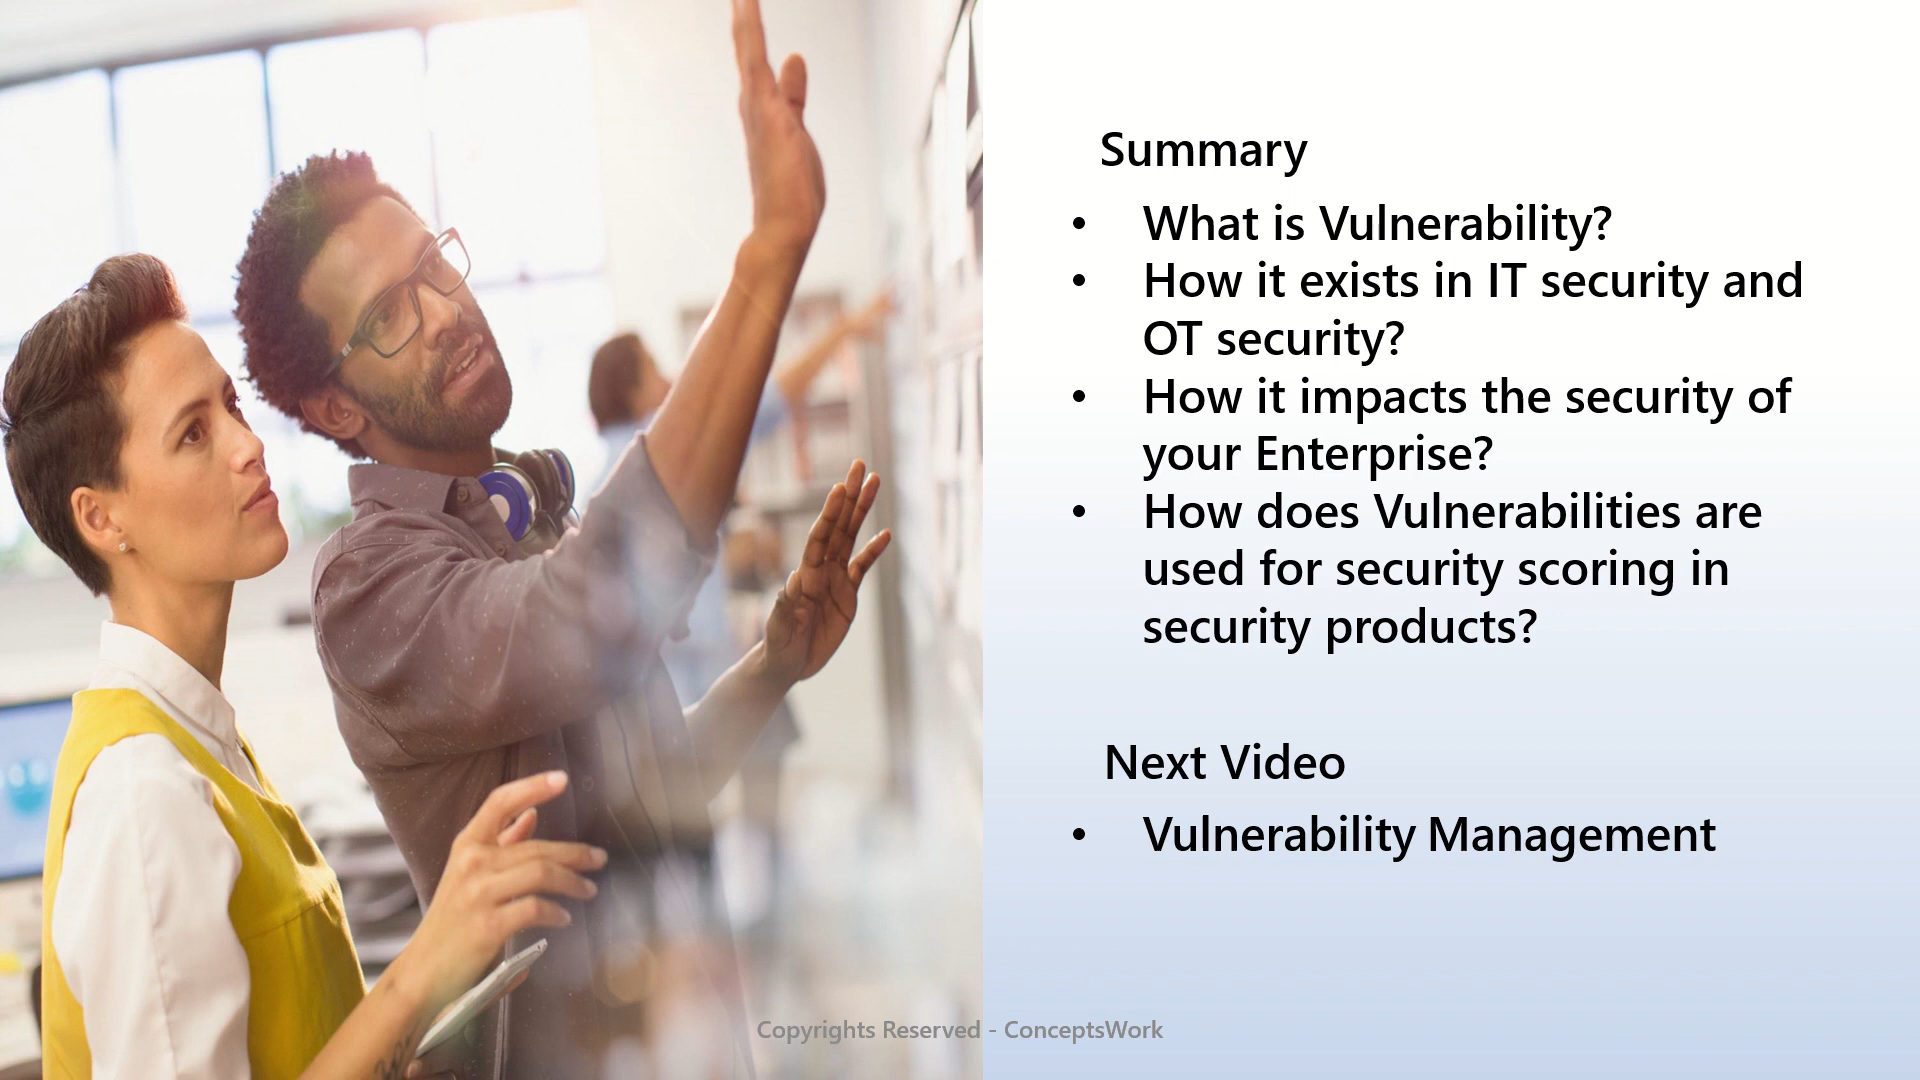 Summary
• What is Vulnerability?
• How it exists in IT security and
OT security?
• How it impacts the security of
your Enterprise?
• How does Vulnerabilities are
used for security scoring in
security products?
Next Video
• Vulnerability Management
Copyrights Reserved - ConceptsWork